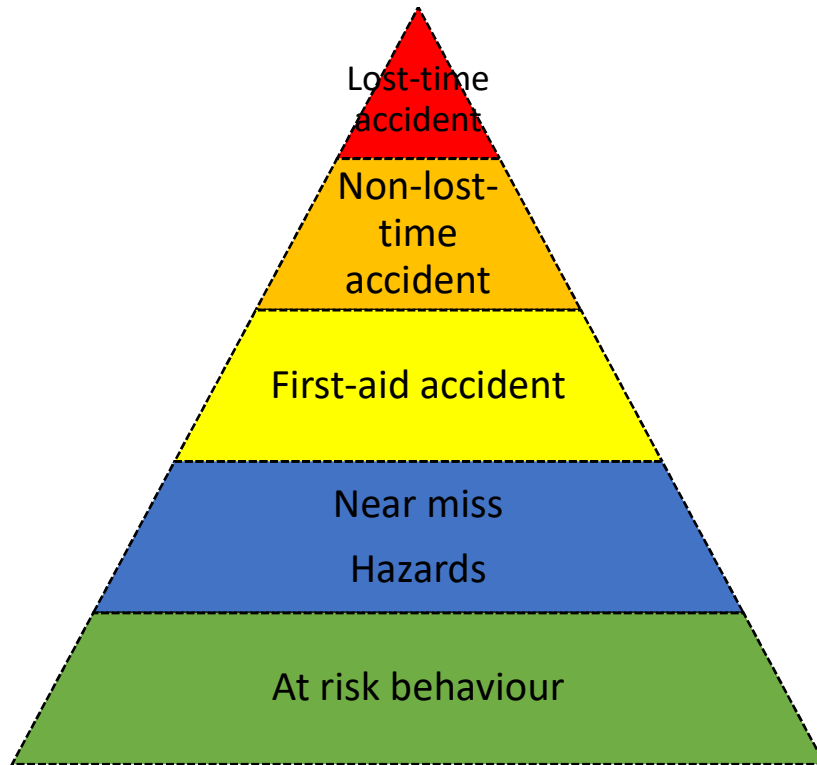 Lost-time
accident
Non-lost-
time
accident
First-aid accident
Near miss
Hazards
At risk behaviour